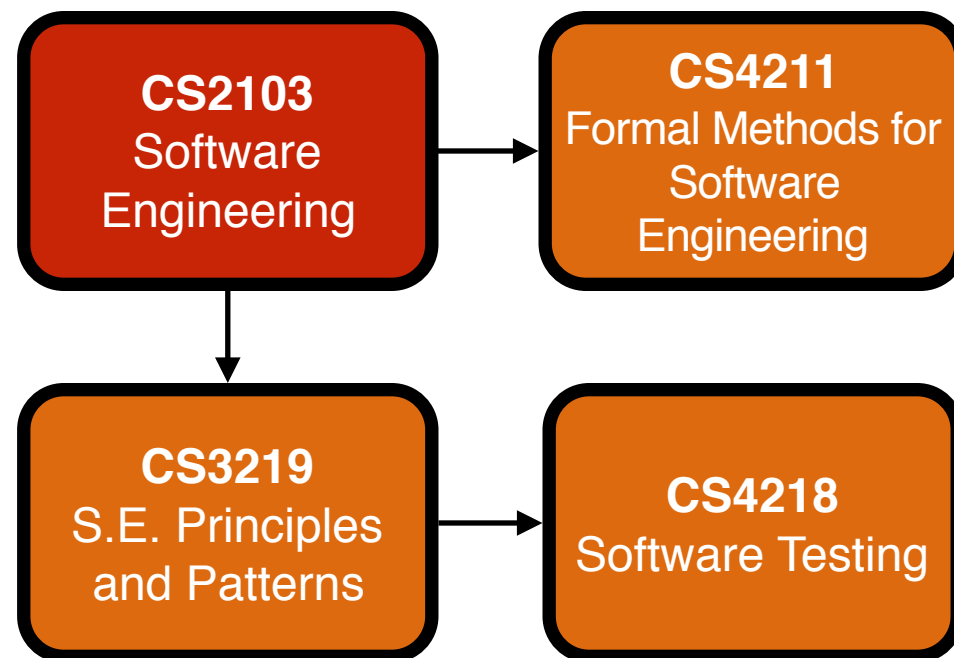 CS2103
Software
Engineering
CS4211
Formal Methods for
Software
Engineering
CS3219
S.E. Principles
and Patterns
CS4218
Software Testing